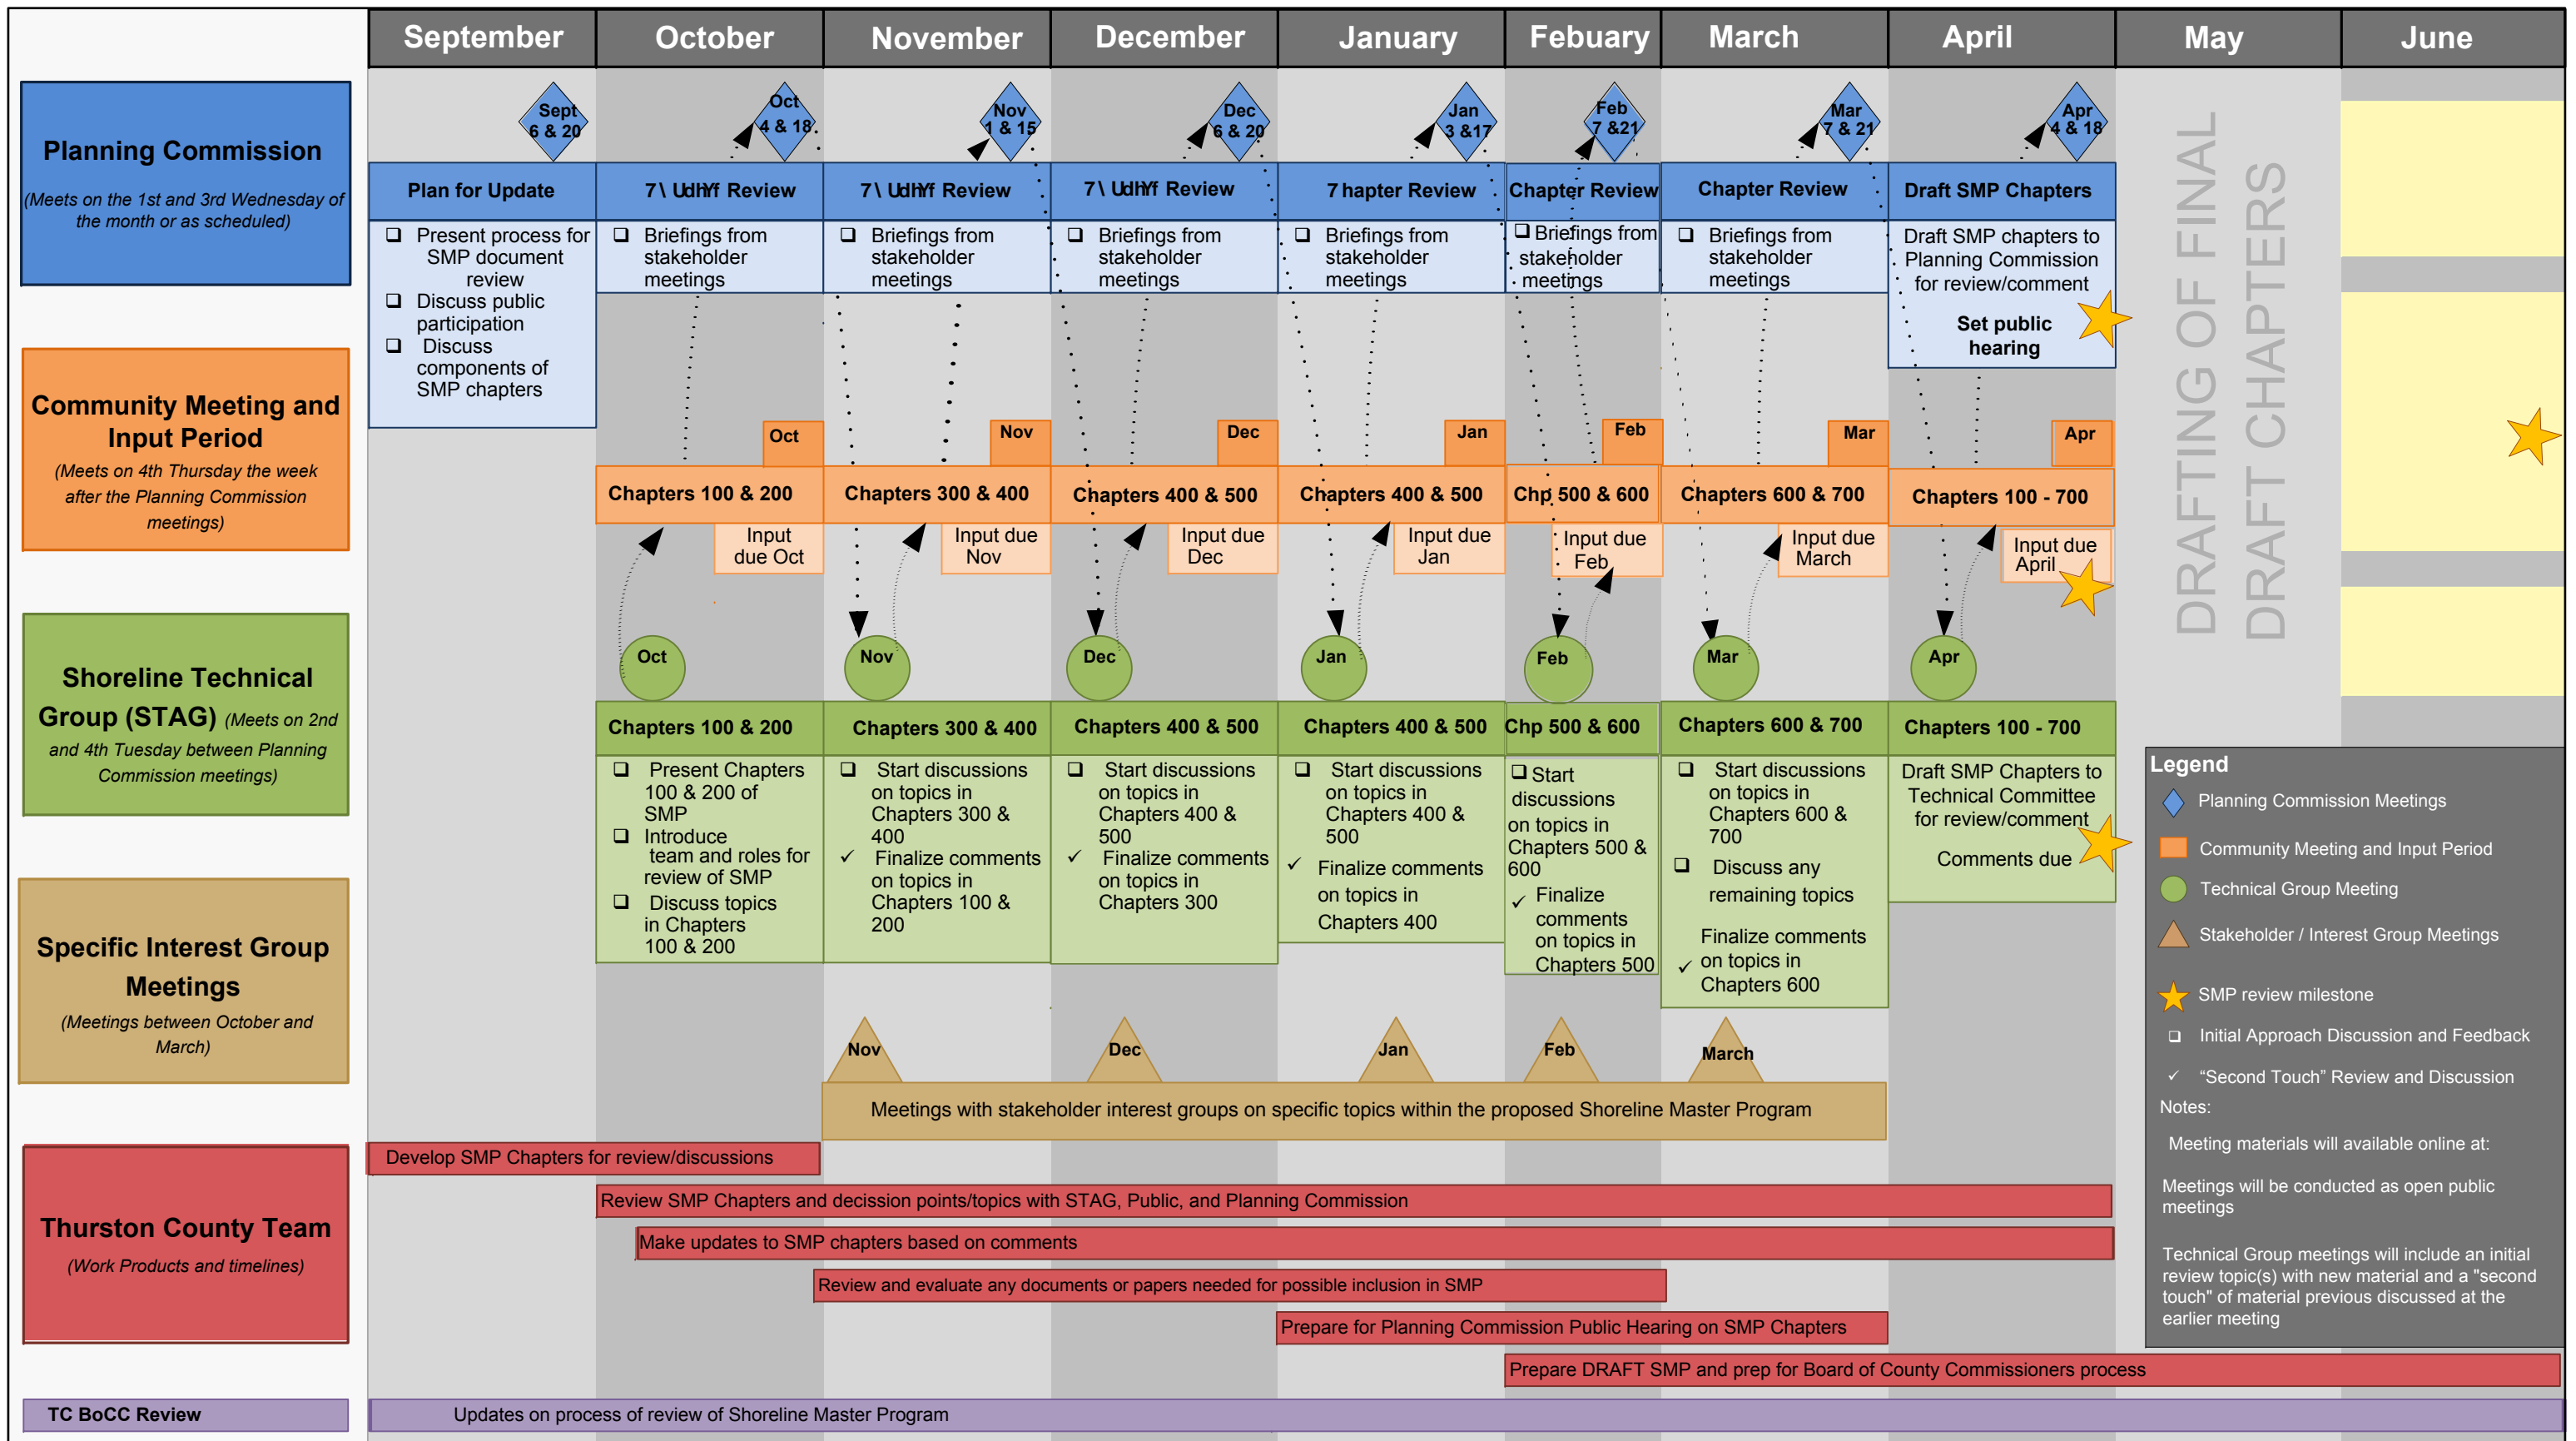 September October November December January Febuary March April May June
Planning Commission
(Meets on the 1st and 3rd Wednesday of
the month or as scheduled)
Sept
6 & 20
Oct
4 & 18
Nov
1 & 15
Dec
6 & 20
Jan
3 &17
Feb
7 &21
Mar
7 & 21
Apr
4 & 18
Plan for Update
❑ Present process for
SMP document
review
❑ Discuss public
participation
❑ Discuss
components of
SMP chapters
7\ UdhYf Review
❑ Briefings from
stakeholder
meetings
7\ UdhYf Review
❑ Briefings from
stakeholder
meetings
7\ UdhYf Review
❑ Briefings from
stakeholder
meetings
7hapter Review
❑ Briefings from
stakeholder
meetings
Chapter Review
❑ Briefings from
stakeholder
meetings
Chapter Review
❑ Briefings from
stakeholder
meetings
Draft SMP Chapters
Draft SMP chapters to
Planning Commission
for review/comment
Set public
hearing
DRAFTING OF FINAL
DRAFT CHAPTERS
Community Meeting and
Input Period
(Meets on 4th Thursday the week
after the Planning Commission
meetings)
Oct
Chapters 100 & 200
Input
due Oct
Nov
Chapters 300 & 400
Input due
Nov
Dec
Chapters 400 & 500
Input due
Dec
Jan
Chapters 400 & 500
Input due
Jan
Feb
Chp 500 & 600
Input due
Feb
Mar
Chapters 600 & 700
Input due
March
Apr
Chapters 100 - 700
Input due
April
Shoreline Technical
Group (STAG) (Meets on 2nd
and 4th Tuesday between Planning
Commission meetings)
Oct
Chapters 100 & 200
❑ Present Chapters
100 & 200 of
SMP
❑ Introduce
team and roles for
review of SMP
❑ Discuss topics
in Chapters
100 & 200
Nov
Chapters 300 & 400
❑ Start discussions
on topics in
Chapters 300 &
400
✓ Finalize comments
on topics in
Chapters 100 &
200
Dec
Chapters 400 & 500
❑ Start discussions
on topics in
Chapters 400 &
500
✓ Finalize comments
on topics in
Chapters 300
Jan
Chapters 400 & 500
❑ Start discussions
on topics in
Chapters 400 &
500
✓ Finalize comments
on topics in
Chapters 400
Feb
Chp 500 & 600
❑ Start
discussions
on topics in
Chapters 500 &
600
✓ Finalize
comments
on topics in
Chapters 500
Mar
Chapters 600 & 700
❑ Start discussions
on topics in
Chapters 600 &
700
❑ Discuss any
remaining topics
Finalize comments
✓ on topics in
Chapters 600
Apr
Chapters 100 - 700
Draft SMP Chapters to
Technical Committee
for review/comment
Comments due
Specific Interest Group
Meetings
(Meetings between October and
March)
Nov
Dec
Jan
Feb
March
Meetings with stakeholder interest groups on specific topics within the proposed Shoreline Master Program
Thurston County Team
(Work Products and timelines)
Develop SMP Chapters for review/discussions
Review SMP Chapters and decission points/topics with STAG, Public, and Planning Commission
Make updates to SMP chapters based on comments
Review and evaluate any documents or papers needed for possible inclusion in SMP
Prepare for Planning Commission Public Hearing on SMP Chapters
Prepare DRAFT SMP and prep for Board of County Commissioners process
TC BoCC Review
Updates on process of review of Shoreline Master Program
Legend
Planning Commission Meetings
Community Meeting and Input Period
Technical Group Meeting
Stakeholder / Interest Group Meetings
SMP review milestone
❑ Initial Approach Discussion and Feedback
✓ “Second Touch” Review and Discussion
Notes:
Meeting materials will available online at:
Meetings will be conducted as open public
meetings
Technical Group meetings will include an initial
review topic(s) with new material and a "second
touch" of material previous discussed at the
earlier meeting